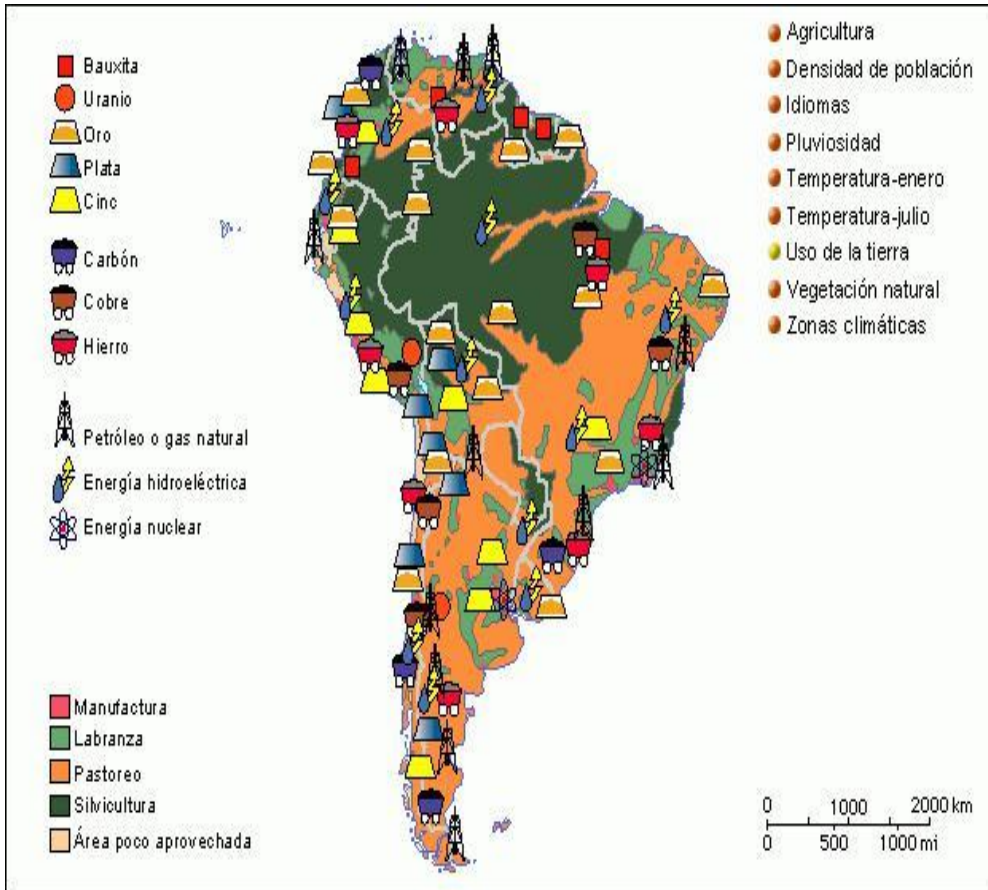 Bauxita
Uranio
Oro
Plata
Cinc
Carbón
Cobre
Hierro
Petróleo o gas natural
Energía hidroeléctrica
Energía nuclear
Manufactura
Labranza
Pastoreo
Silvicultura
Área poco aprovechada
Agricultura
Densidad de población
Idiomas
Pluviosidad
Temperatura-enero
Temperatura-julio
Uso de la tierra
Vegetación natural
Zonas climáticas
0 1000 2000 km
0 500 1000 mi